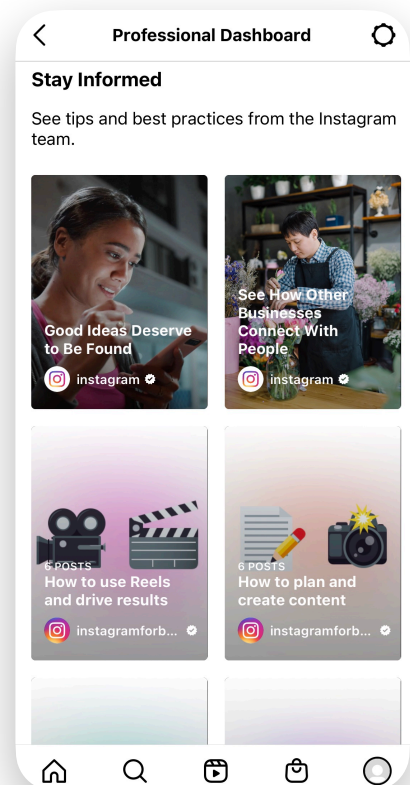 Professional Dashboard
Stay Informed
See tips and best practices from the Instagram
team.
Good Ideas Deserve
to Be Found
instagram
See How Other
Businesses
Connect With
People
instagram
6 POSTS
How to use Reels
and drive results
instagramforb...
6 POSTS
How to plan and
create content
instagramforb...